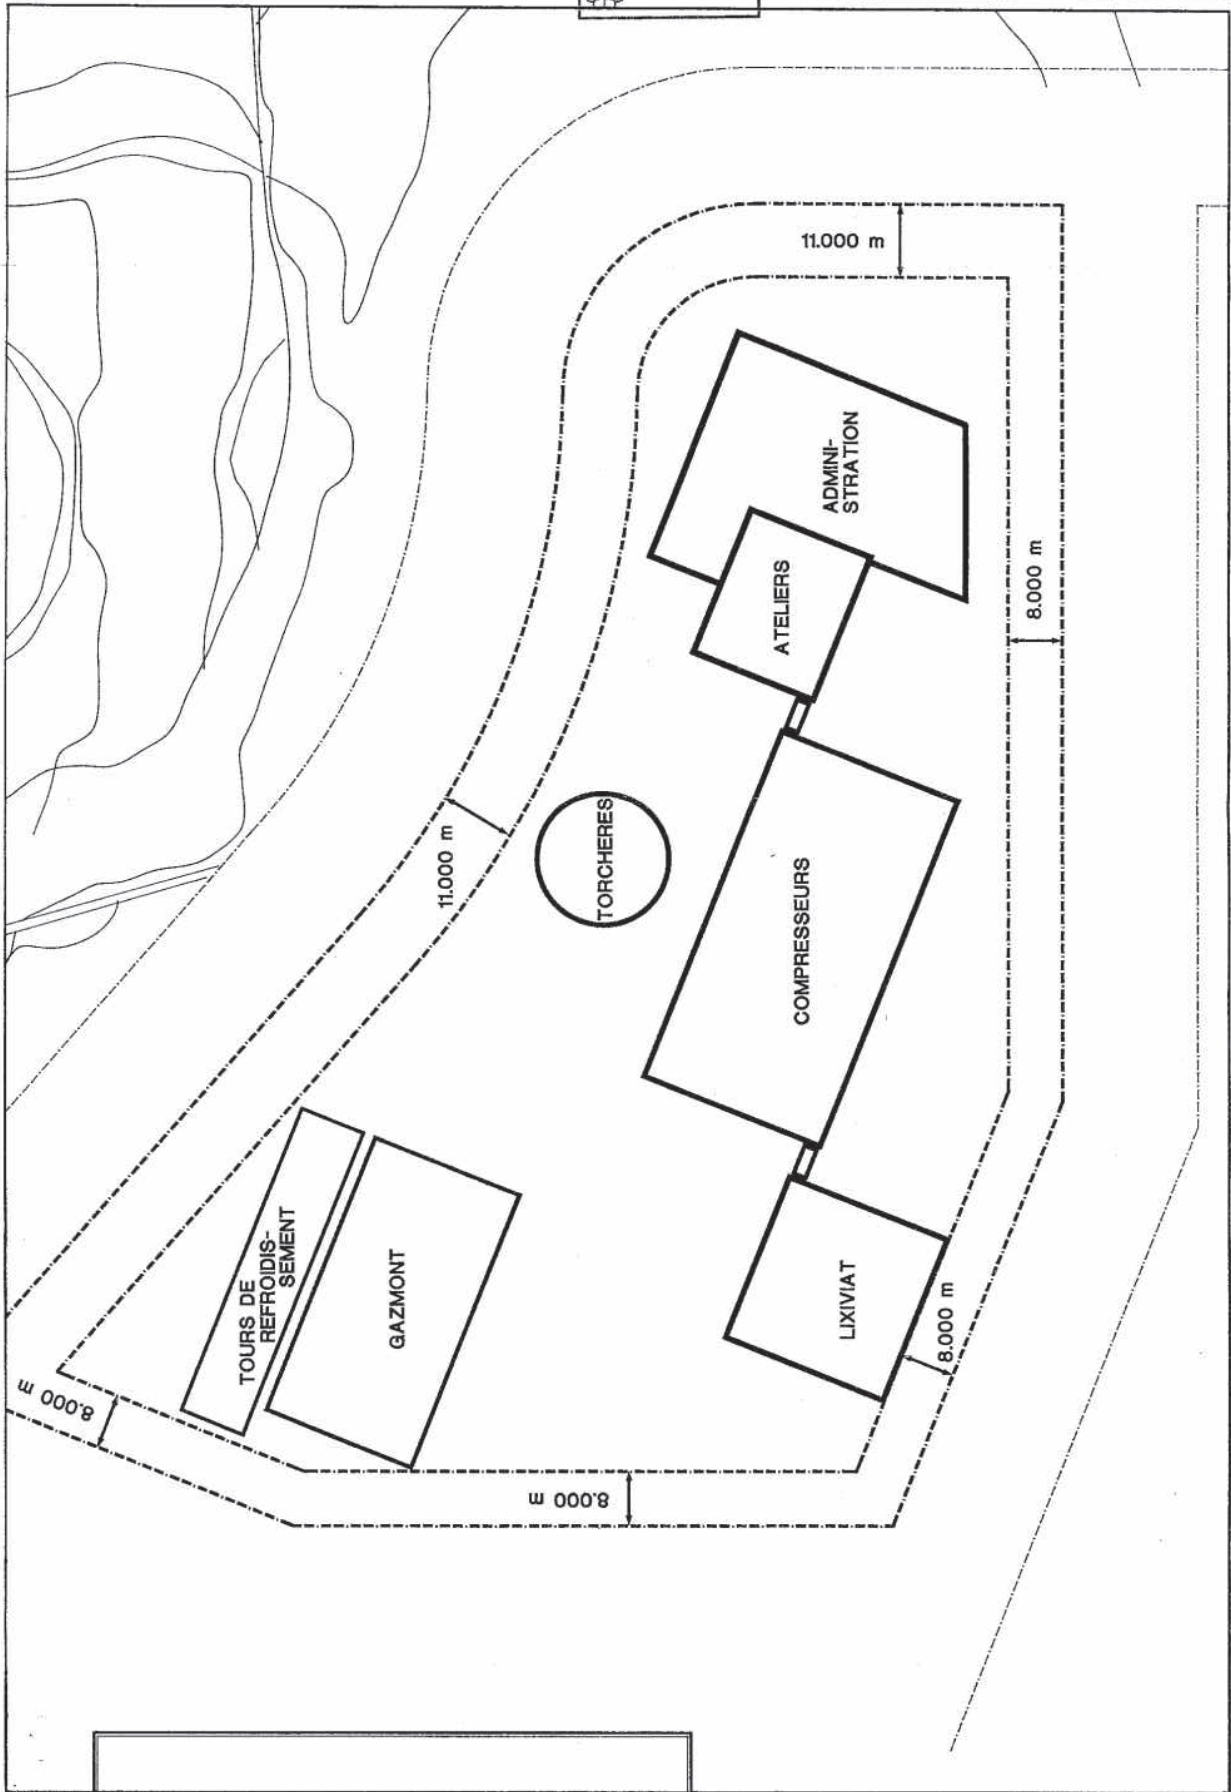 11.000 m
ADMINI-
STRATION
ATELIERS
8.000 m
11.000 m
TORCHERES
COMPRESSEURS
TOURS DE
REFROIDIS-
SEMENT
GAZMONT
LIXIVIAT
8.000 m
8.000 m
8.000 m